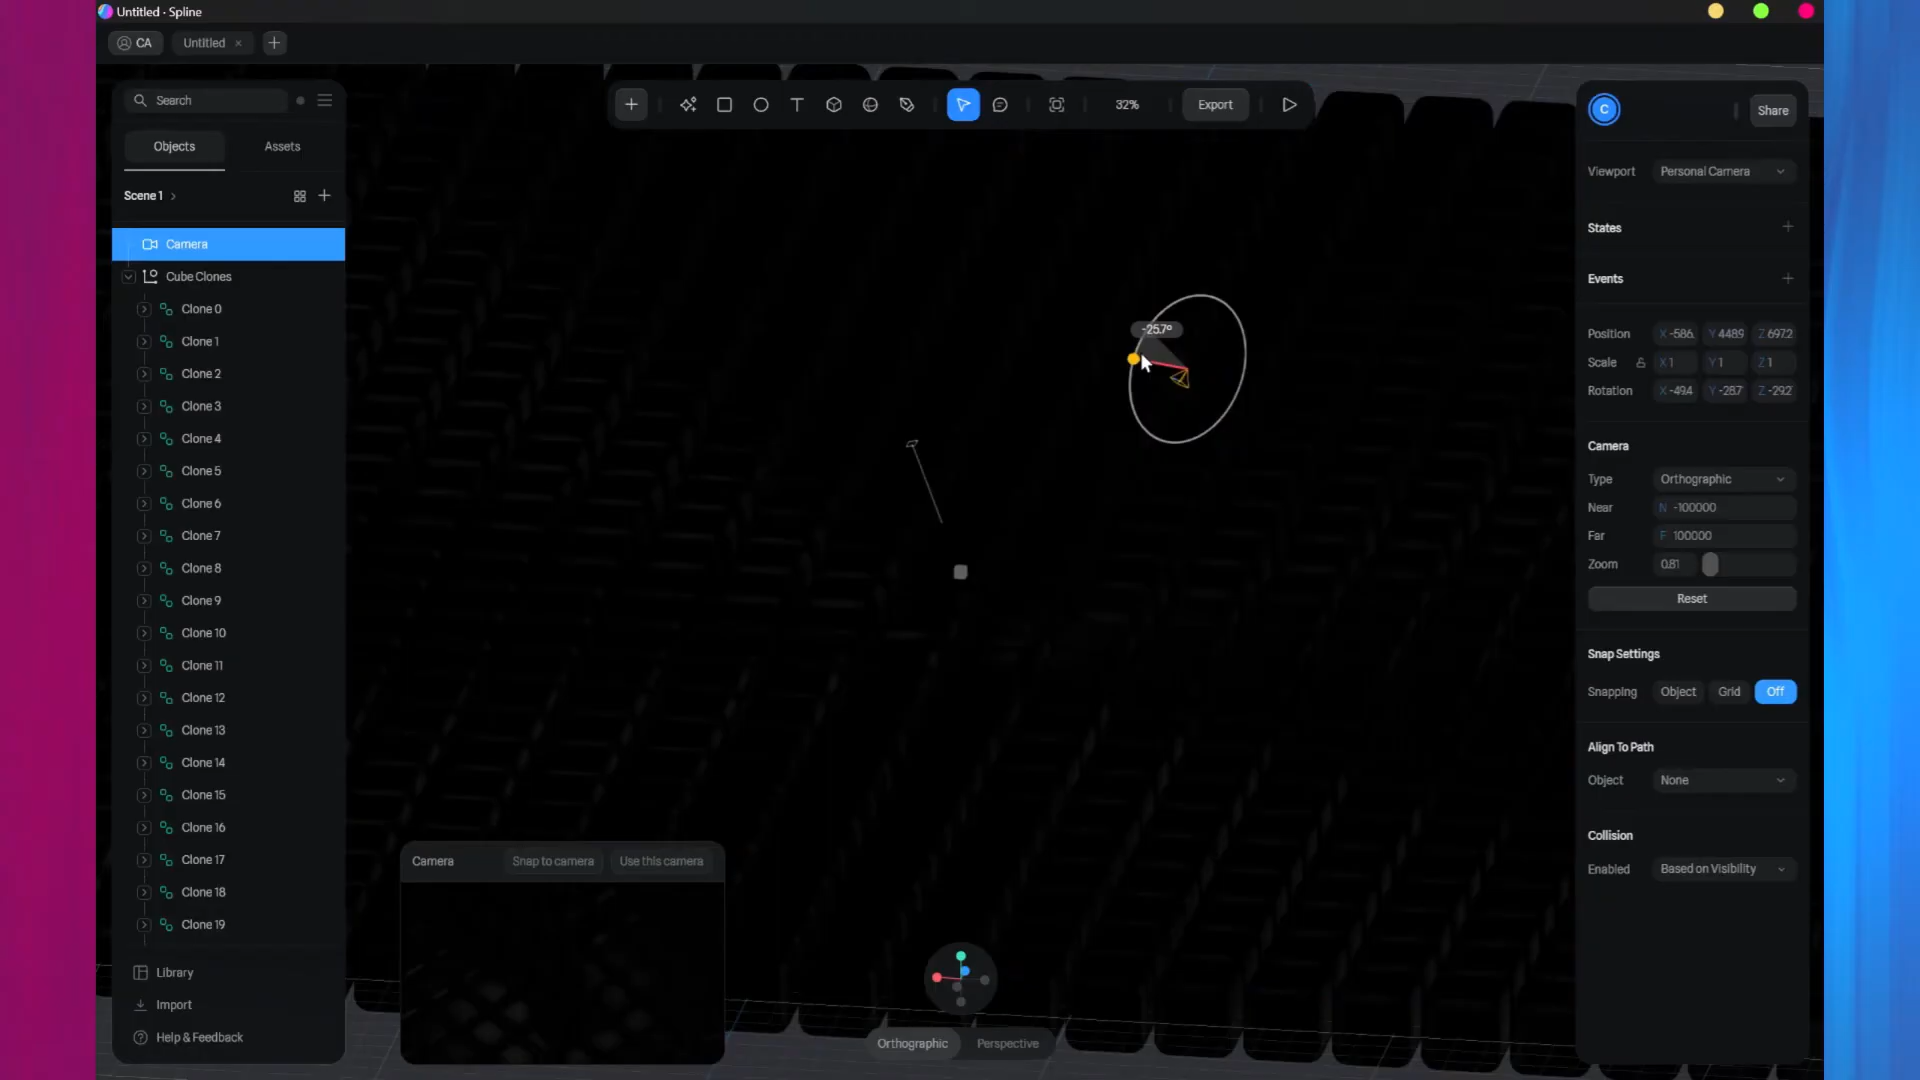 Untitled - Spline
CA
Untitled
Search
Objects
Assets
Scene 1
Camera
Cube Clones
Clone 0
Clone 1
Clone 2
Clone 3
Clone 4
Clone 5
Clone 6
Clone 7
Clone 8
Clone 9
Clone 10
Clone 11
Clone 12
Clone 13
Clone 14
Clone 15
Clone 16
Clone 17
Clone 18
Clone 19
Library
Import
Help & Feedback
32%
Export
-25.7º
Camera
Snap to camera
Use this camera
Orthographic
Perspective
C
Share
Viewport Personal Camera
States
Events
Position X -586. Y 448.9 Z 697.2
Scale X 1 Y 1 Z 1
Rotation X -49.4 Y -28.7 Z -29.2
Camera
Type Orthographic
Near N -100000
Far F 100000
Zoom 0.81
Reset
Snap Settings
Snapping Object Grid Off
Align To Path
Object None
Collision
Enabled Based on Visibility